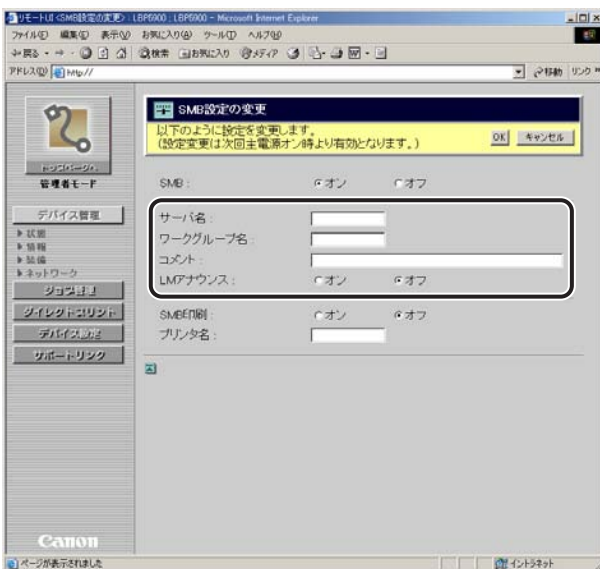 リモートUI <SMB設定の変更> : LBP5900 ; LBP5900 - Microsoft Internet Explorer
ファイル(F) 編集(E) 表示(V) お気に入り(A) ツール(T) ヘルプ(H)
戻る 検索 お気に入り メディア
アドレス(D) http:// 移動 リンク
トップページへ
管理者モード
デバイス管理
状態
情報
装備
ネットワーク
ジョブ管理
ダイレクトプリント
デバイス設定
サポートリンク
Canon
SMB設定の変更
以下のように設定を変更します。
(設定変更は次回主電源オン時より有効となります。)
OK キャンセル
SMB : オン オフ
サーバ名 :
ワークグループ名 :
コメント :
LMアナウンス : オン オフ
SMB印刷 : オン オフ
プリンタ名 :
ページが表示されました
イントラネット